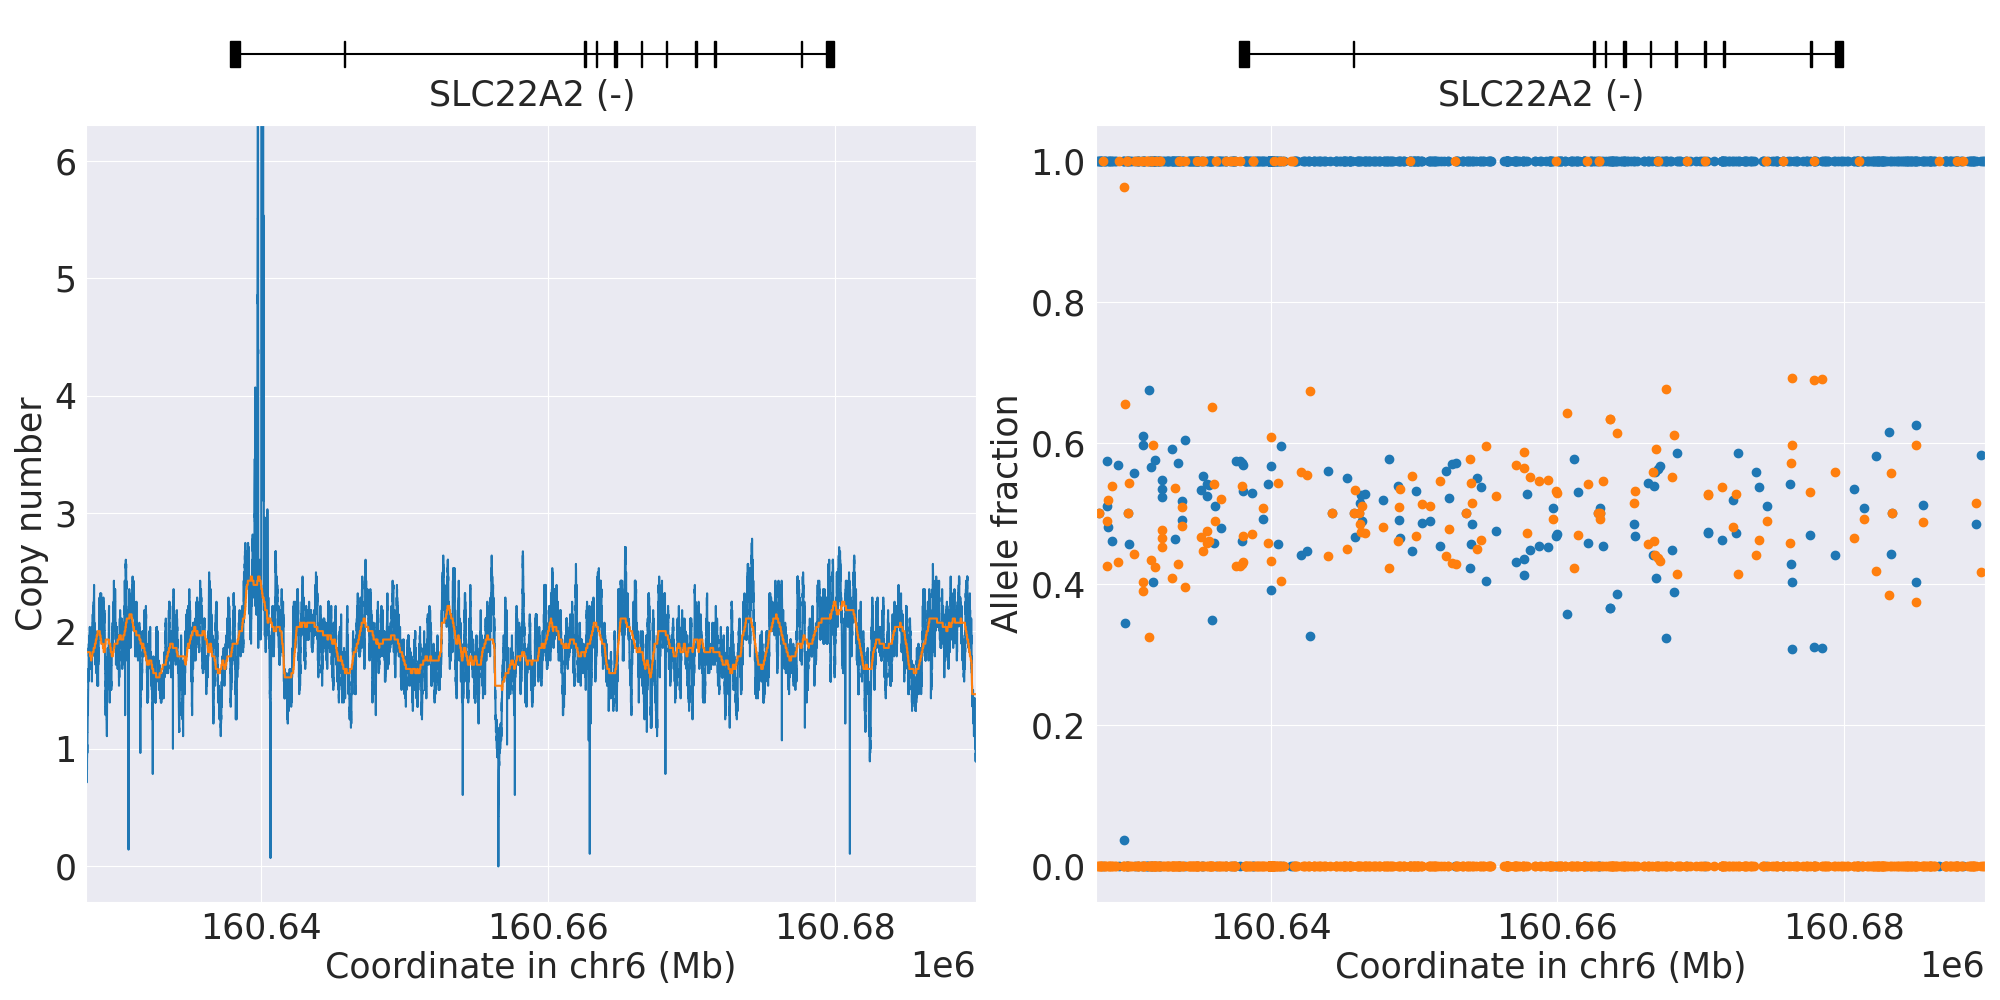 SLC22A2 (-)
Copy number
6
5
4
3
2
1
0
160.64
160.66
160.68
Coordinate in chr6 (Mb)
1e6
SLC22A2 (-)
Allele fraction
1.0
0.8
0.6
0.4
0.2
0.0
160.64
160.66
160.68
Coordinate in chr6 (Mb)
1e6